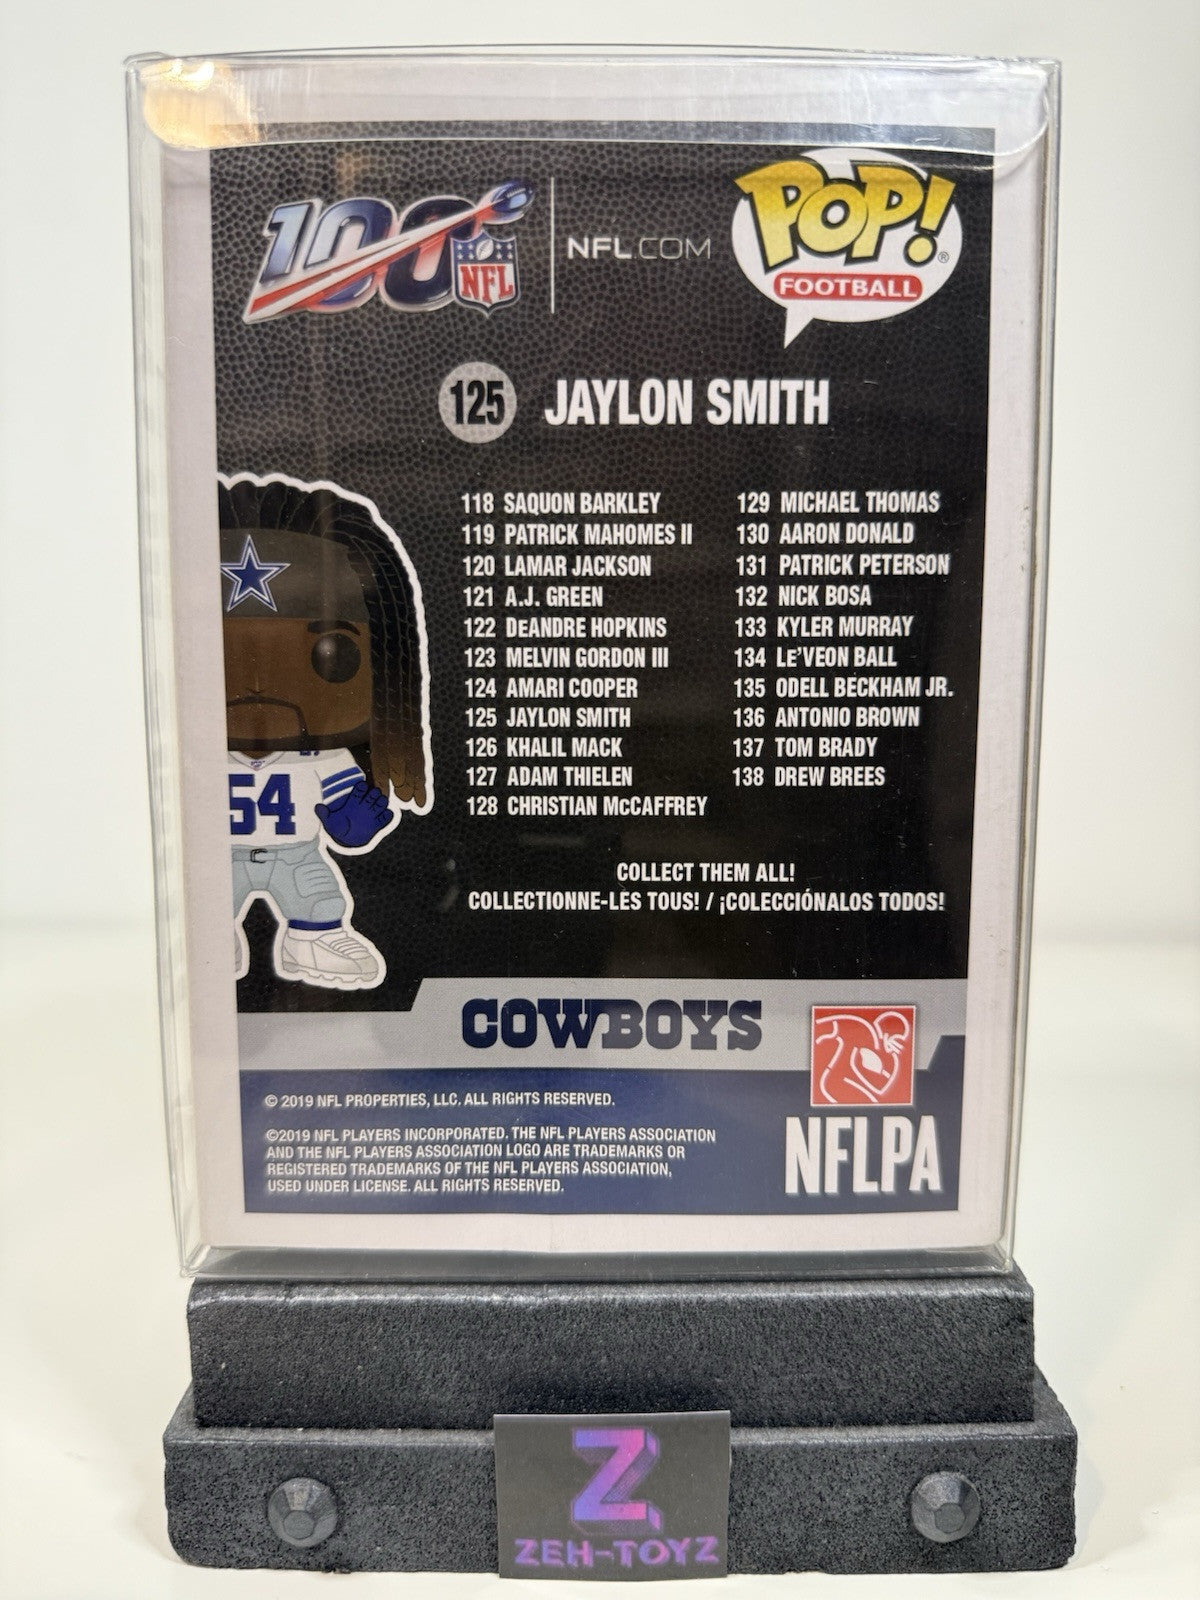 100
NFL
NFL.COM
POP!
®
FOOTBALL
125 JAYLON SMITH
118 SAQUON BARKLEY
119 PATRICK MAHOMES II
120 LAMAR JACKSON
121 A.J. GREEN
122 DeANDRE HOPKINS
123 MELVIN GORDON III
124 AMARI COOPER
125 JAYLON SMITH
126 KHALIL MACK
127 ADAM THIELEN
128 CHRISTIAN McCAFFREY
129 MICHAEL THOMAS
130 AARON DONALD
131 PATRICK PETERSON
132 NICK BOSA
133 KYLER MURRAY
134 Le'VEON BALL
135 ODELL BECKHAM JR.
136 ANTONIO BROWN
137 TOM BRADY
138 DREW BREES
54
COLLECT THEM ALL!
COLLECTIONNE-LES TOUS! / ¡COLECCIÓNALOS TODOS!
COWBOYS
© 2019 NFL PROPERTIES, LLC. ALL RIGHTS RESERVED.
©2019 NFL PLAYERS INCORPORATED. THE NFL PLAYERS ASSOCIATION
AND THE NFL PLAYERS ASSOCIATION LOGO ARE TRADEMARKS OR
REGISTERED TRADEMARKS OF THE NFL PLAYERS ASSOCIATION,
USED UNDER LICENSE. ALL RIGHTS RESERVED.
NFLPA
Z
ZEH-TOYZ